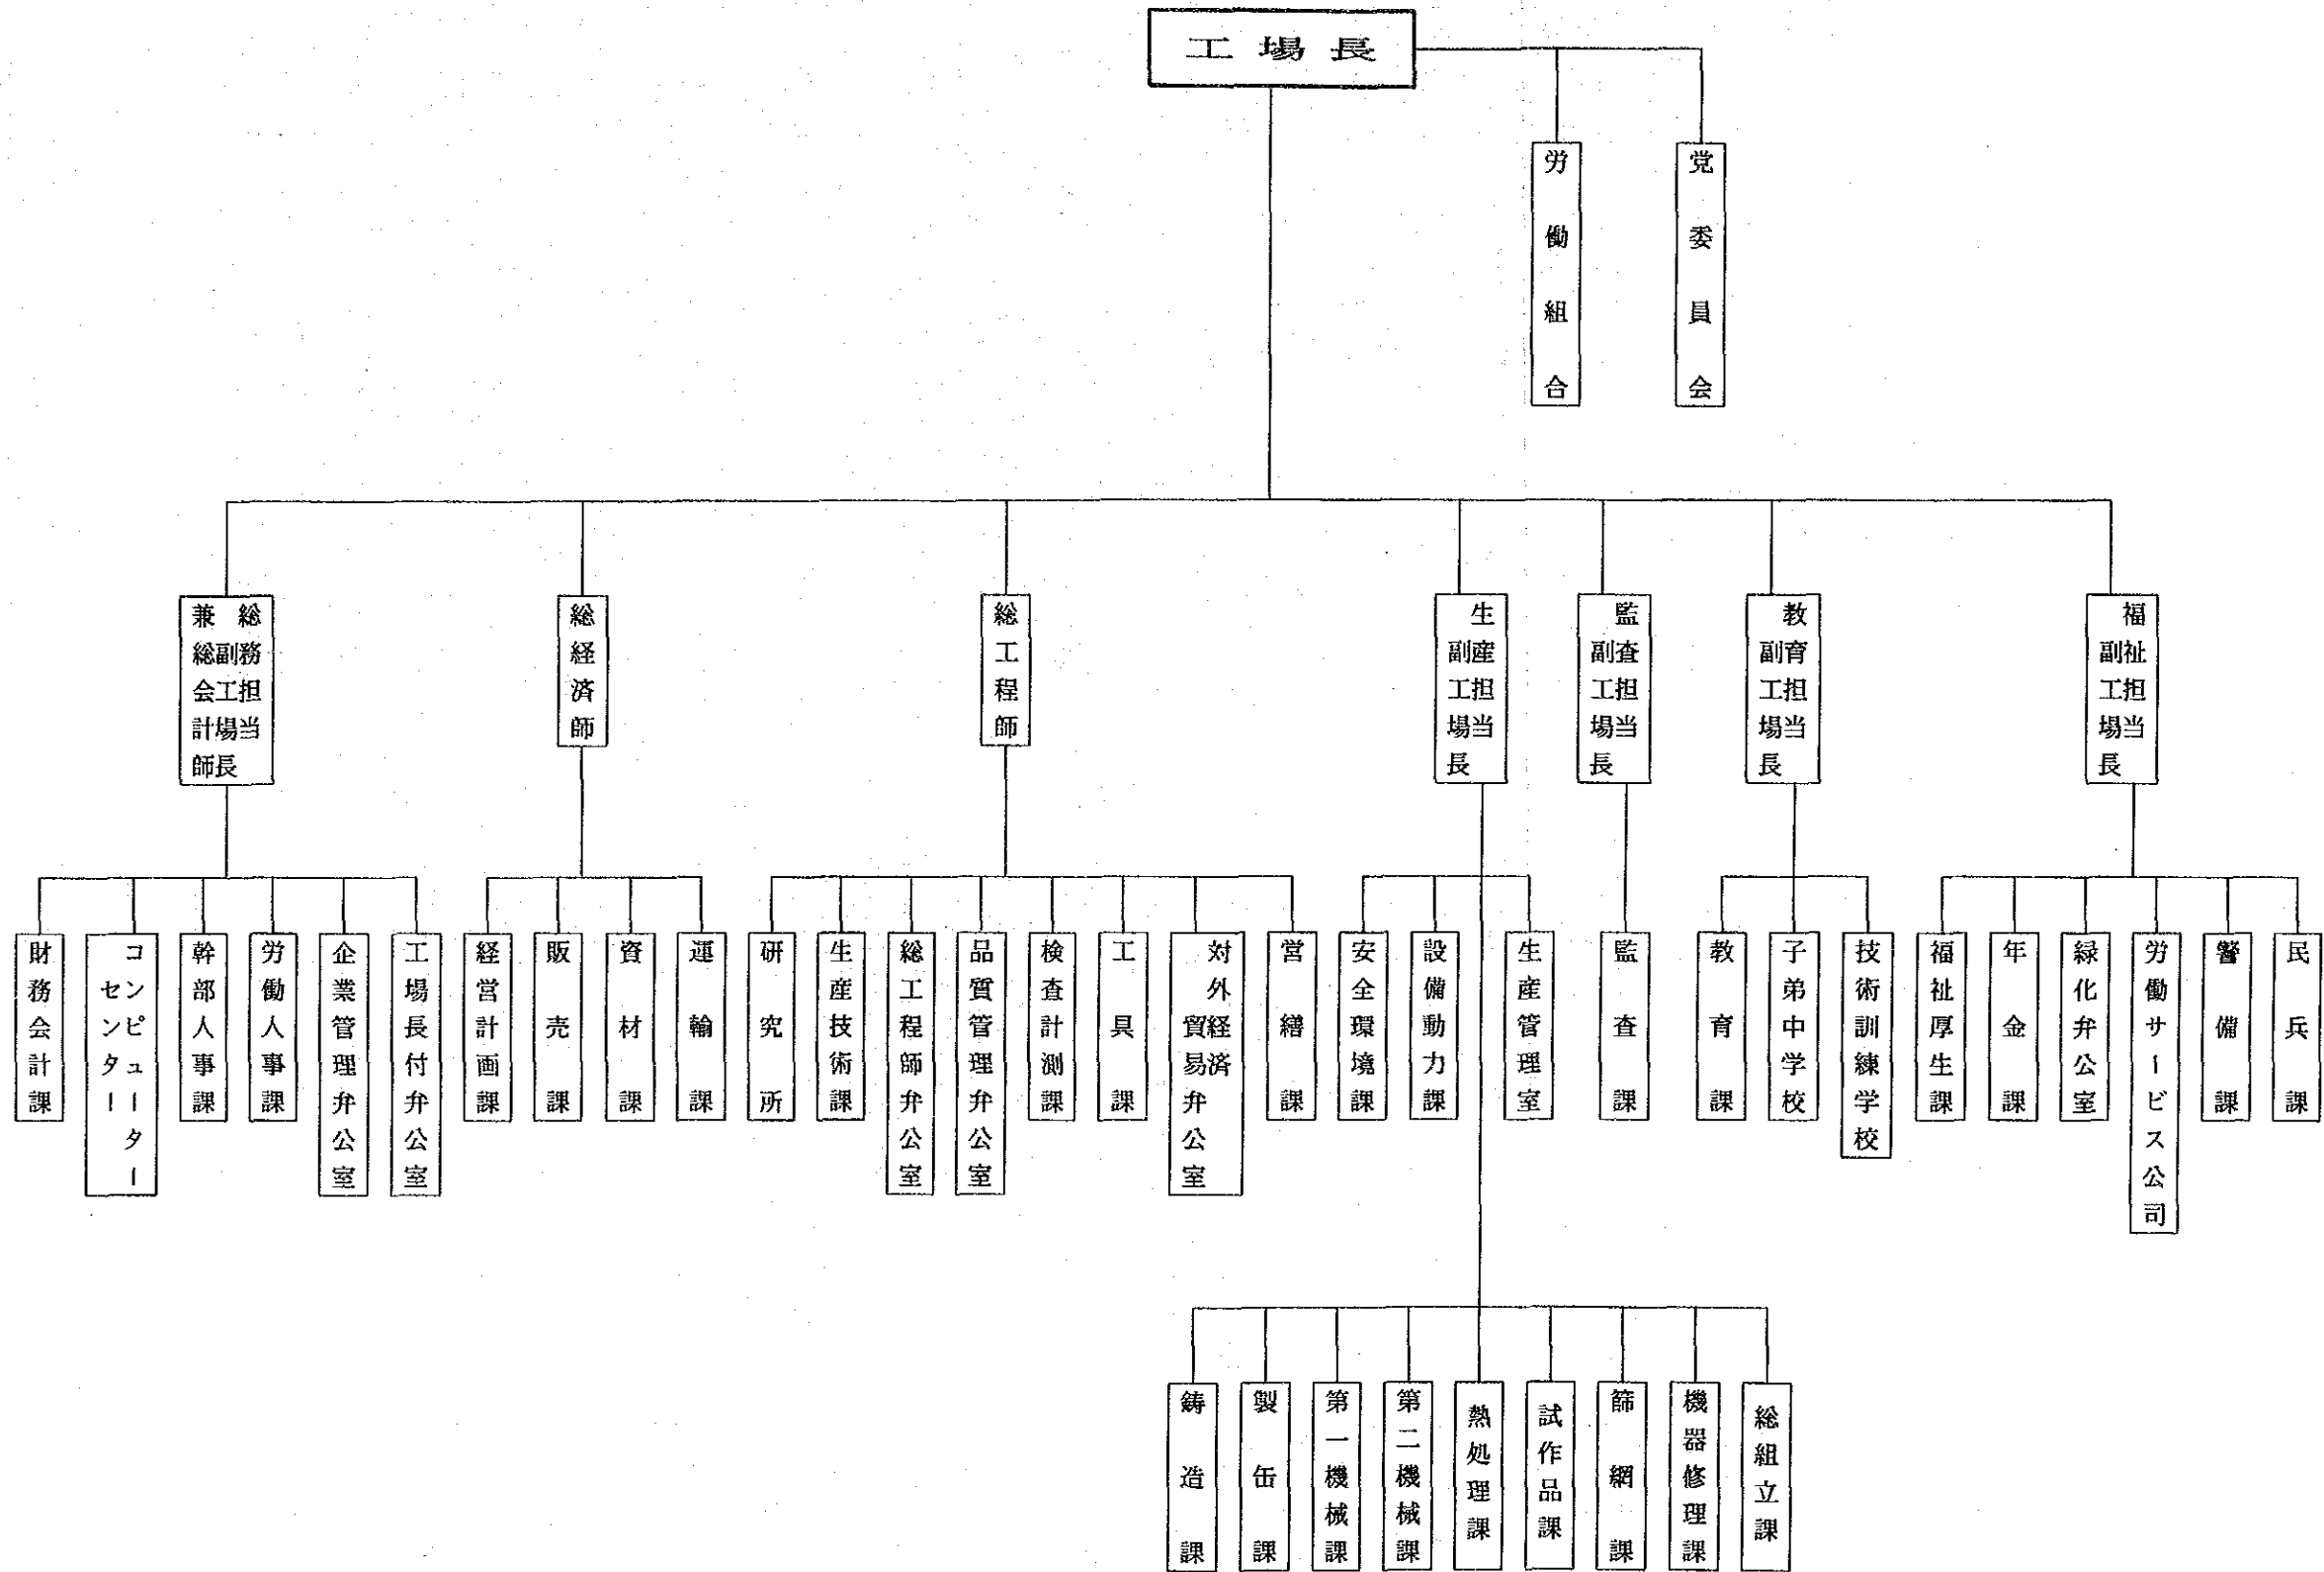 工場長
労働組合
党委員会
総務担当
副工場長
兼総会計師
総経済師
総工程師
生産担当
副工場長
監査担当
副工場長
教育担当
副工場長
福祉担当
副工場長
財務会計課
コンピューター
センター
幹部人事課
労働人事課
企業管理弁公室
工場長付弁公室
経営計画課
販売課
資材課
運輸課
研究所
生産技術課
総工程師弁公室
品質管理弁公室
検査計測課
工具課
対外経済
貿易弁公室
営繕課
安全環境課
設備動力課
生産管理室
監査課
教育課
子弟中学校
技術訓練学校
福祉厚生課
年金課
緑化弁公室
労働サービス公司
警備課
民兵課
鋳造課
製缶課
第一機械課
第二機械課
熱処理課
試作品課
篩網課
機器修理課
総組立課